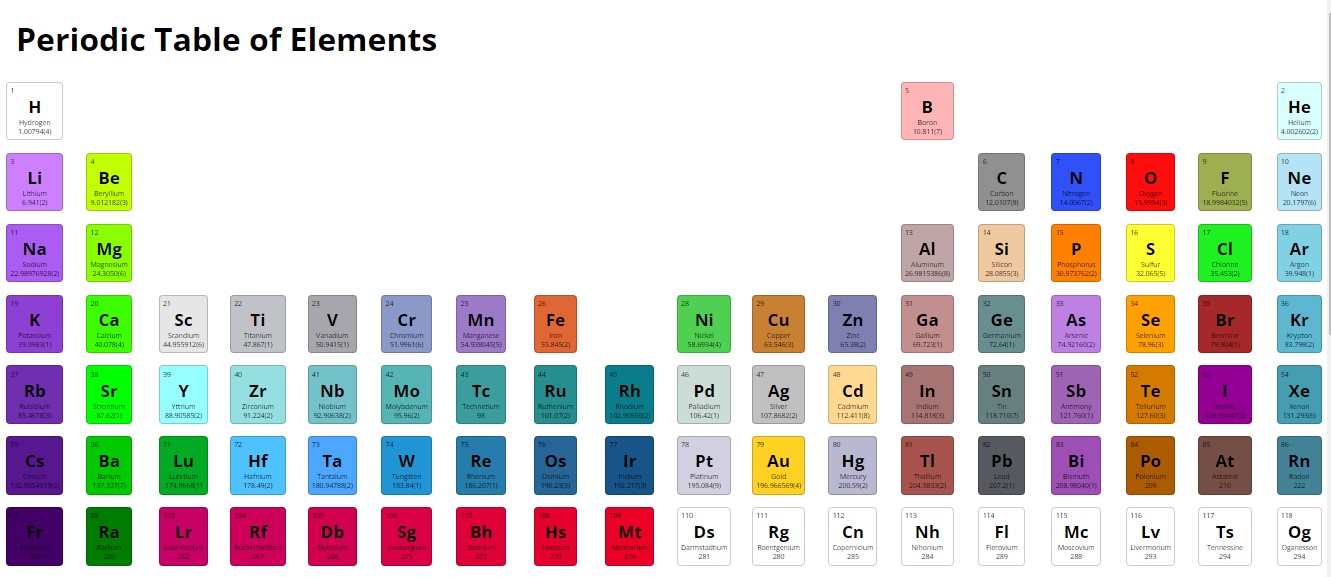 Periodic Table of Elements
1 5 2
H B He
Hydrogen Boron Helium
1.00794(4) 10.811(7) 4.002602(2)
3 4 6 7 8 9 10
Li Be C N O F Ne
Lithium Beryllium Carbon Nitrogen Oxygen Fluorine Neon
6.941(2) 9.012182(3) 12.0107(8) 14.0067(2) 15.9994(3) 18.9984032(5) 20.1797(6)
11 12 13 14 15 16 17 18
Na Mg Al Si P S Cl Ar
Sodium Magnesium Aluminum Silicon Phosphorus Sulfur Chlorine Argon
22.98976928(2) 24.3050(6) 26.9815386(8) 28.0855(3) 30.973762(2) 32.065(5) 35.453(2) 39.948(1)
19 20 21 22 23 24 25 26 28 29 30 31 32 33 34 35 36
K Ca Sc Ti V Cr Mn Fe Ni Cu Zn Ga Ge As Se Br Kr
Potassium Calcium Scandium Titanium Vanadium Chromium Manganese Iron Nickel Copper Zinc Gallium Germanium Arsenic Selenium Bromine Krypton
39.0983(1) 40.078(4) 44.955912(6) 47.867(1) 50.9415(1) 51.9961(6) 54.938045(5) 55.845(2) 58.6934(4) 63.546(3) 65.38(2) 69.723(1) 72.64(1) 74.92160(2) 78.96(3) 79.904(1) 83.798(2)
37 38 39 40 41 42 43 44 45 46 47 48 49 50 51 52 53 54
Rb Sr Y Zr Nb Mo Tc Ru Rh Pd Ag Cd In Sn Sb Te I Xe
Rubidium Strontium Yttrium Zirconium Niobium Molybdenum Technetium Ruthenium Rhodium Palladium Silver Cadmium Indium Tin Antimony Tellurium Iodine Xenon
85.4678(3) 87.62(1) 88.90585(2) 91.224(2) 92.90638(2) 95.96(2) 98 101.07(2) 102.90550(2) 106.42(1) 107.8682(2) 112.411(8) 114.818(3) 118.710(7) 121.760(1) 127.60(3) 131.293(6)
55 56 71 72 73 74 75 76 77 78 79 80 81 82 83 84 85 86
Cs Ba Lu Hf Ta W Re Os Ir Pt Au Hg Tl Pb Bi Po At Rn
Cesium Barium Lutetium Hafnium Tantalum Tungsten Rhenium Osmium Iridium Platinum Gold Mercury Thallium Lead Bismuth Polonium Astatine Radon
132.9054519(2) 137.327(7) 174.9668(1) 178.49(2) 180.94788(2) 183.84(1) 186.207(1) 190.23(3) 192.217(3) 195.084(9) 196.966569(4) 200.59(2) 204.3833(2) 207.2(1) 208.98040(1) 209 210 222
88 103 104 105 106 107 108 109 110 111 112 113 114 115 116 117 118
Fr Ra Lr Rf Db Sg Bh Hs Mt Ds Rg Cn Nh Fl Mc Lv Ts Og
Radium Lawrencium Rutherfordium Dubnium Seaborgium Bohrium Hassium Meitnerium Darmstadtium Roentgenium Copernicium Nihonium Flerovium Moscovium Livermorium Tennessine Oganesson
226 262 267 268 271 272 270 276 281 280 285 284 289 288 293 294 294